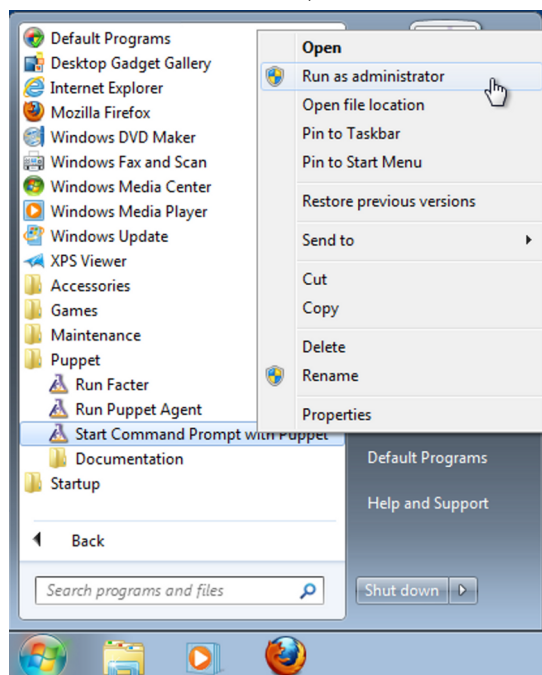 Default Programs
Desktop Gadget Gallery
Internet Explorer
Mozilla Firefox
Windows DVD Maker
Windows Fax and Scan
Windows Media Center
Windows Media Player
Windows Update
XPS Viewer
Accessories
Games
Maintenance
Puppet
Run Facter
Run Puppet Agent
Start Command Prompt with Puppet
Documentation
Startup
Back
Search programs and files
Open
Run as administrator
Open file location
Pin to Taskbar
Pin to Start Menu
Restore previous versions
Send to
Cut
Copy
Delete
Rename
Properties
Default Programs
Help and Support
Shut down